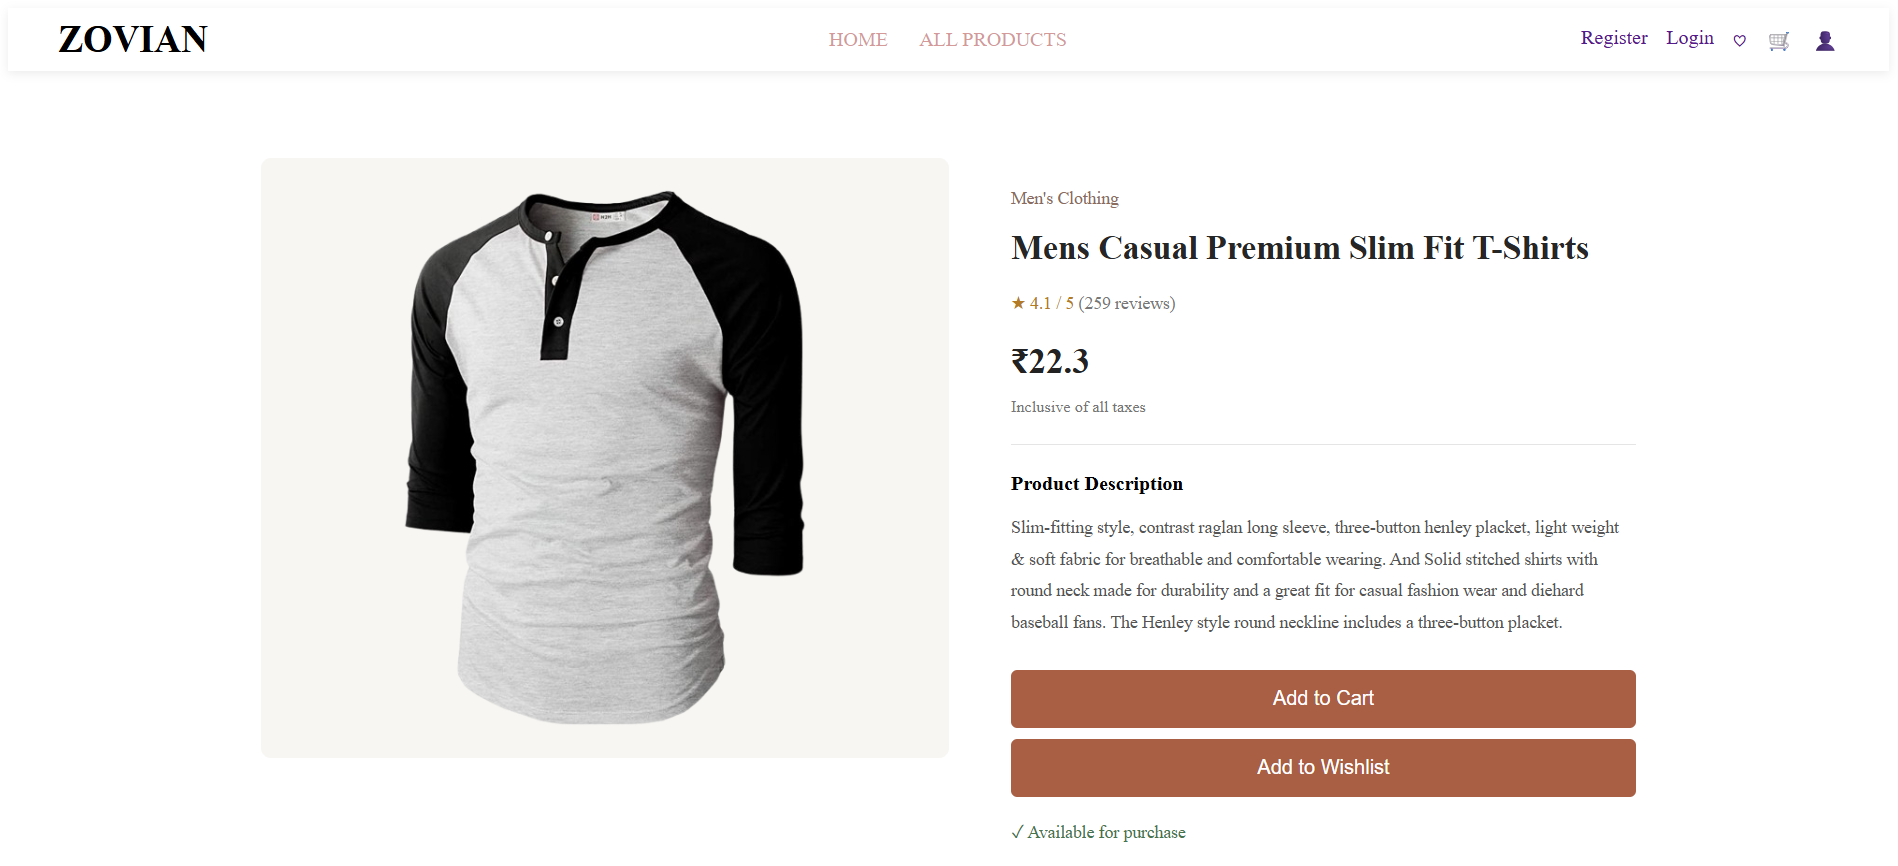 ZOVIAN
HOME ALL PRODUCTS
Register Login
Men's Clothing
Mens Casual Premium Slim Fit T-Shirts
★ 4.1 / 5 (259 reviews)
₹22.3
Inclusive of all taxes
Product Description
Slim-fitting style, contrast raglan long sleeve, three-button henley placket, light weight
& soft fabric for breathable and comfortable wearing. And Solid stitched shirts with
round neck made for durability and a great fit for casual fashion wear and diehard
baseball fans. The Henley style round neckline includes a three-button placket.
Add to Cart
Add to Wishlist
✓ Available for purchase